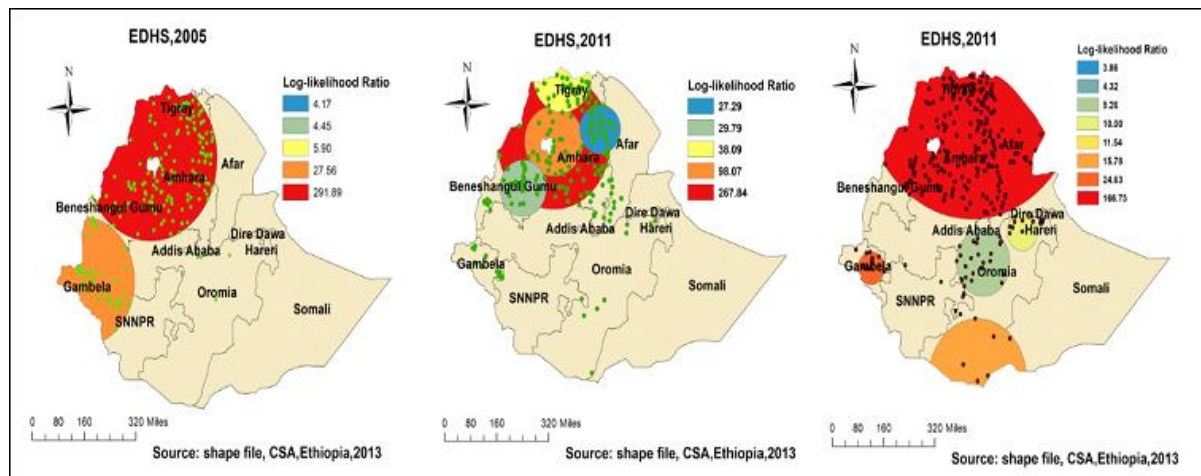 EDHS,2005
N
Log-likelihood Ratio
4.17
4.45
5.90
27.56
291.89
Tigray
Afar
Amhara
Beneshangul Gumu
Addis Ababa
Dire Dawa
Hareri
Gambela
Oromia
SNNPR
Somali
0 80 160 320 Miles
Source: shape file, CSA,Ethiopia,2013
EDHS,2011
N
Log-likelihood Ratio
27.29
29.79
38.09
98.07
267.84
Tigray
Afar
Amhara
Beneshangul Gumu
Dire Dawa
Addis Ababa
Hareri
Gambela
Oromia
SNNPR
Somali
0 80 160 320 Miles
Source: shape file, CSA,Ethiopia,2013
EDHS,2011
N
Log-likelihood Ratio
3.86
4.32
8.26
10.00
11.54
15.78
24.63
166.73
Tigray
Amhara
Afar
Beneshangul Gumu
Dire Dawa
Addis Ababa
Hareri
Gambela
Oromia
SNNPR
Somali
0 80 160 320 Miles
Source: shape file, CSA,Ethiopia,2013